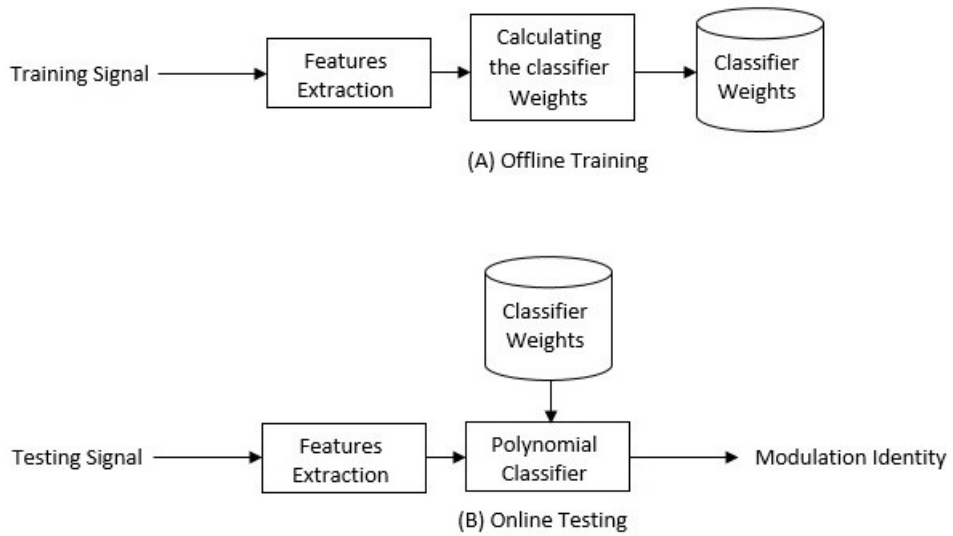 Training Signal
Features
Extraction
Calculating
the classifier
Weights
Classifier
Weights
(A) Offline Training
Classifier
Weights
Testing Signal
Features
Extraction
Polynomial
Classifier
Modulation Identity
(B) Online Testing